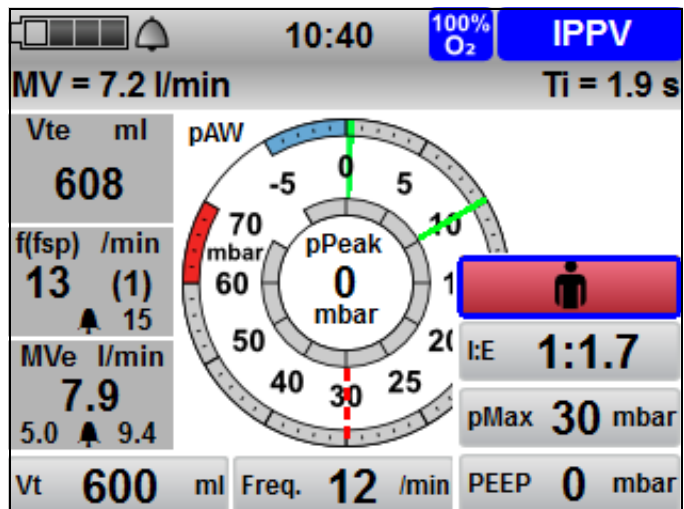 10:40
100%
O₂
IPPV
MV = 7.2 l/min
Ti = 1.9 s
Vte ml
608
f(fsp) /min
13 (1)
15
MVe l/min
7.9
5.0 9.4
pAW
-5 0 5
70 10
mbar
60 1
50 20
40 30 25
pPeak
0
mbar
I:E 1:1.7
pMax 30 mbar
Vt 600 ml
Freq. 12 /min
PEEP 0 mbar